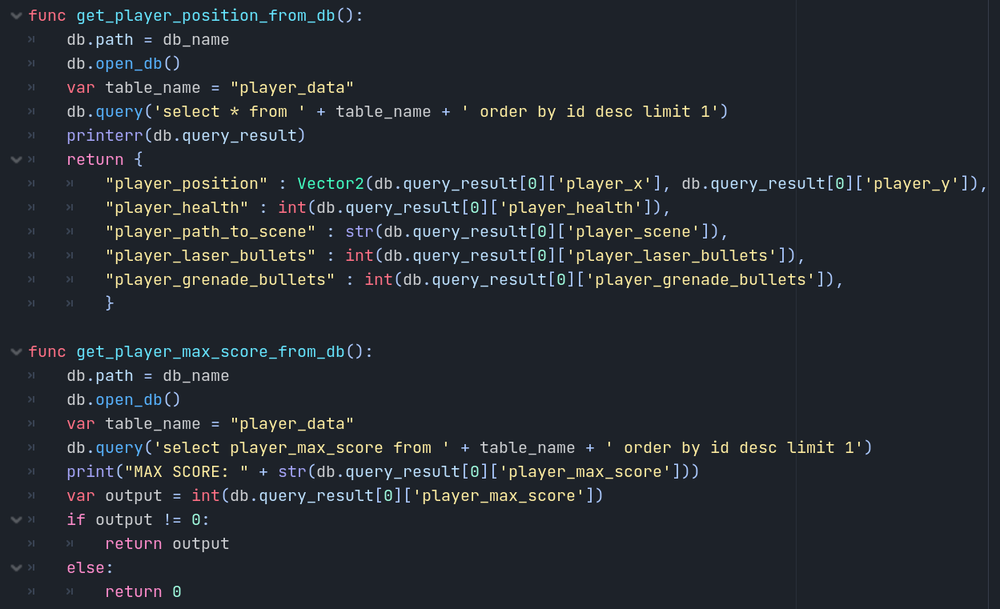 func get_player_position_from_db():
    db.path = db_name
    db.open_db()
    var table_name = "player_data"
    db.query('select * from ' + table_name + ' order by id desc limit 1')
    printerr(db.query_result)
    return {
        "player_position" : Vector2(db.query_result[0]['player_x'], db.query_result[0]['player_y']),
        "player_health" : int(db.query_result[0]['player_health']),
        "player_path_to_scene" : str(db.query_result[0]['player_scene']),
        "player_laser_bullets" : int(db.query_result[0]['player_laser_bullets']),
        "player_grenade_bullets" : int(db.query_result[0]['player_grenade_bullets']),
        }

func get_player_max_score_from_db():
    db.path = db_name
    db.open_db()
    var table_name = "player_data"
    db.query('select player_max_score from ' + table_name + ' order by id desc limit 1')
    print("MAX SCORE: " + str(db.query_result[0]['player_max_score']))
    var output = int(db.query_result[0]['player_max_score'])
    if output != 0:
        return output
    else:
        return 0